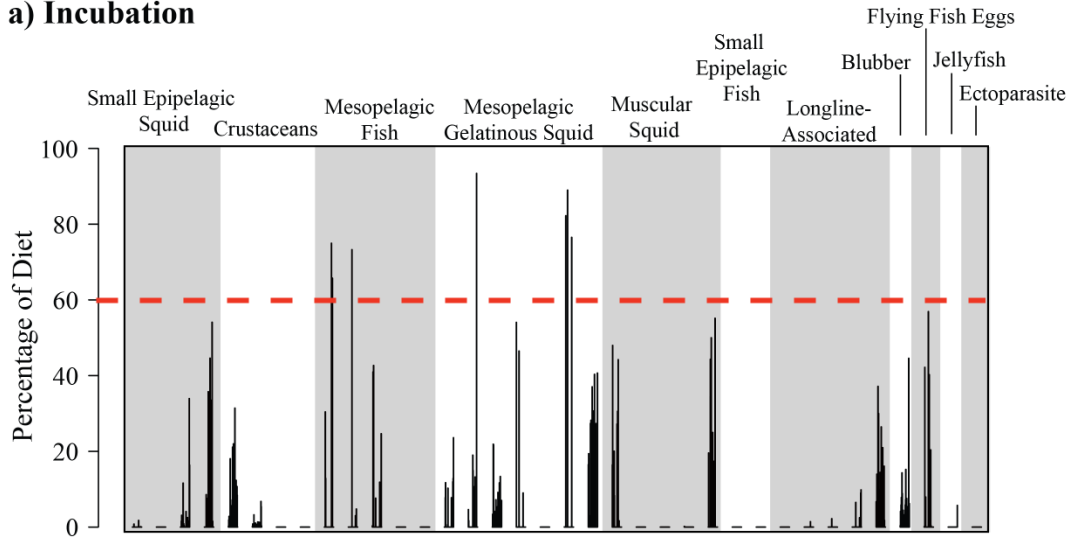 a) Incubation
Flying Fish Eggs
Small
Epipelagic
Fish
Blubber
Jellyfish
Ectoparasite
Small Epipelagic
Squid
Crustaceans
Mesopelagic
Fish
Mesopelagic
Gelatinous Squid
Muscular
Squid
Longline-
Associated
Percentage of Diet
100
80
60
40
20
0